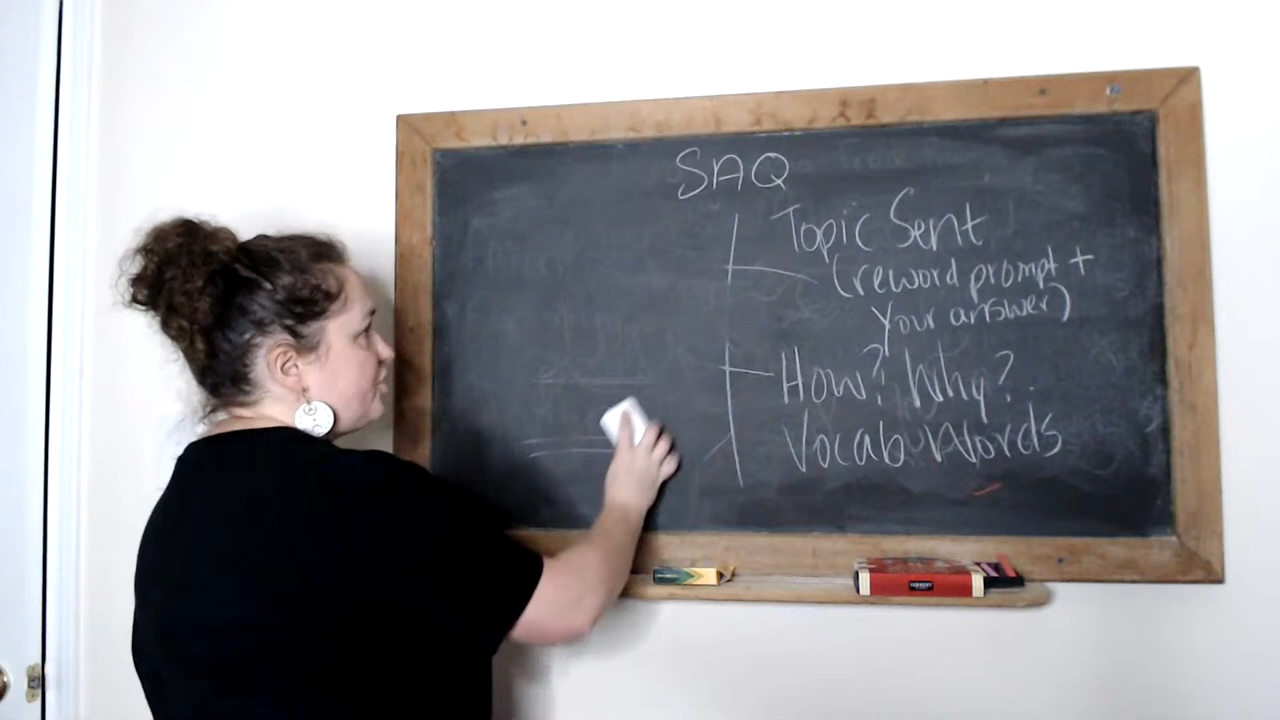 SAQ
Topic Sent
(reword prompt +
your answer)
How? Why?
Vocab Words